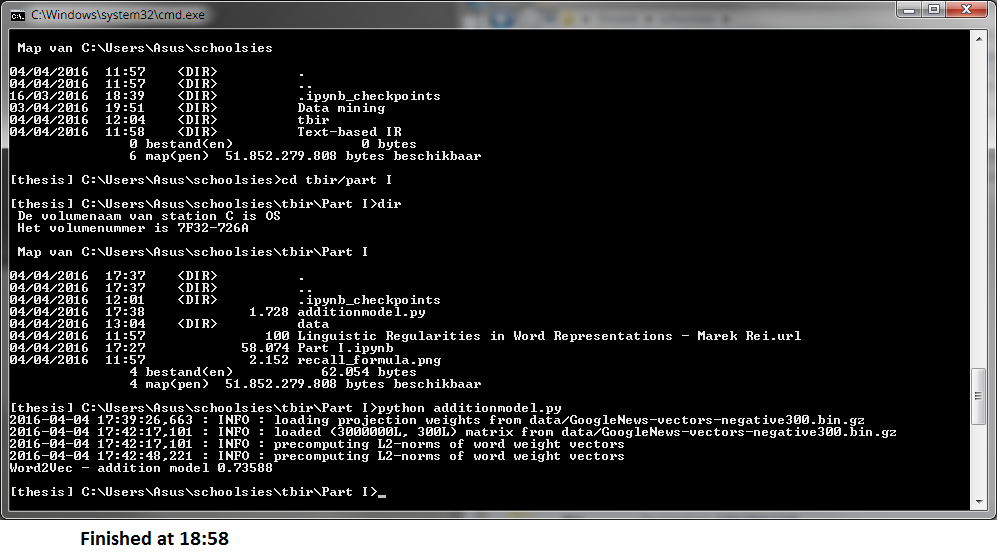 C:\Windows\system32\cmd.exe
Map van C:\Users\Asus\schoolsies
04/04/2016  11:57    <DIR>          .
04/04/2016  11:57    <DIR>          ..
16/03/2016  18:39    <DIR>          .ipynb_checkpoints
03/04/2016  19:51    <DIR>          Data mining
04/04/2016  12:04    <DIR>          tbir
04/04/2016  11:58    <DIR>          Text-based IR
0 bestand(en)                0 bytes
6 map(pen)  51.852.279.808 bytes beschikbaar
[thesis] C:\Users\Asus\schoolsies>cd tbir/part I
[thesis] C:\Users\Asus\schoolsies\tbir\Part I>dir
De volumenaam van station C is OS
Het volumenummer is 7F32-726A
Map van C:\Users\Asus\schoolsies\tbir\Part I
04/04/2016  17:37    <DIR>          .
04/04/2016  17:37    <DIR>          ..
04/04/2016  12:01    <DIR>          .ipynb_checkpoints
04/04/2016  17:38             1.728 additionmodel.py
04/04/2016  13:04    <DIR>          data
04/04/2016  11:57               100 Linguistic Regularities in Word Representations - Marek Rei.url
04/04/2016  17:27            58.074 Part I.ipynb
04/04/2016  11:57             2.152 recall_formula.png
4 bestand(en)           62.054 bytes
4 map(pen)  51.852.279.808 bytes beschikbaar
[thesis] C:\Users\Asus\schoolsies\tbir\Part I>python additionmodel.py
2016-04-04 17:39:26,663 : INFO : loading projection weights from data/GoogleNews-vectors-negative300.bin.gz
2016-04-04 17:42:17,101 : INFO : loaded (3000000L, 300L) matrix from data/GoogleNews-vectors-negative300.bin.gz
2016-04-04 17:42:17,101 : INFO : precomputing L2-norms of word weight vectors
2016-04-04 17:42:48,221 : INFO : precomputing L2-norms of word weight vectors
Word2Vec - addition model 0.73588
[thesis] C:\Users\Asus\schoolsies\tbir\Part I>_
Finished at 18:58